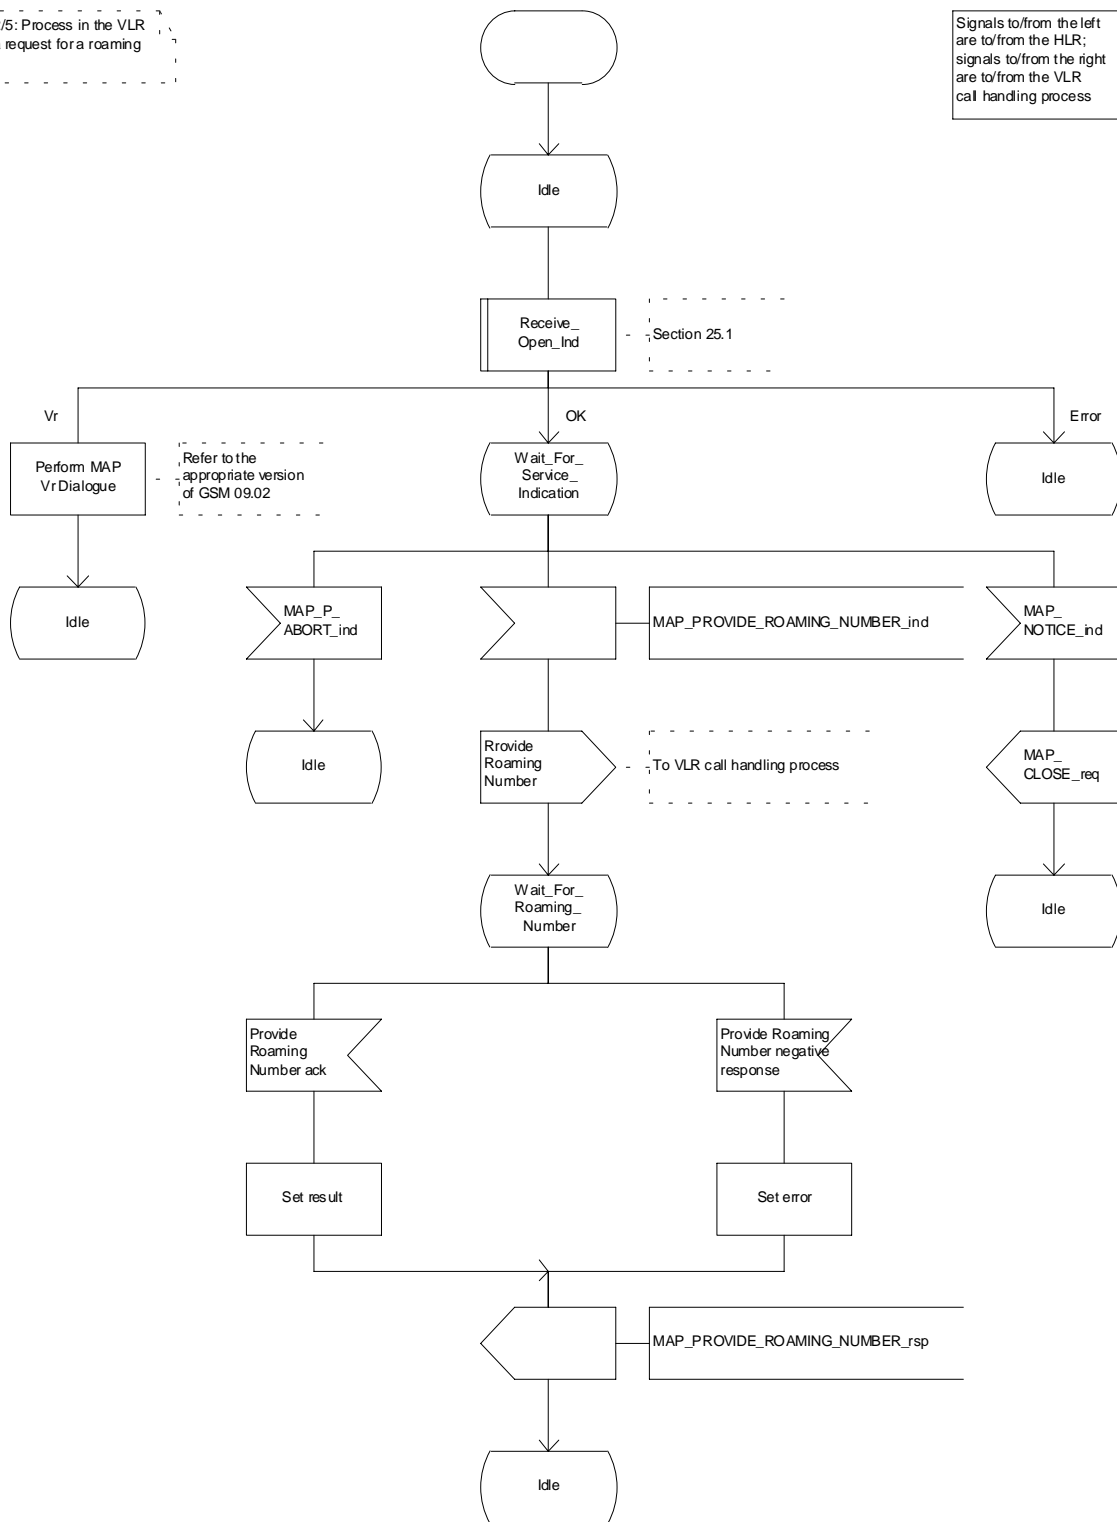 /5: Process in the VLR
request for a roaming
Signals to/from the left
are to/from the HLR;
signals to/from the right
are to/from the VLR
call handling process
Idle
Receive_
Open_Ind
Section 25.1
Vr
OK
Error
Perform MAP
Vr Dialogue
Refer to the
appropriate version
of GSM 09.02
Wait_For_
Service_
Indication
Idle
Idle
MAP_P_
ABORT_ind
MAP_PROVIDE_ROAMING_NUMBER_ind
MAP_
NOTICE_ind
Idle
Rrovide
Roaming
Number
To VLR call handling process
MAP_
CLOSE_req
Wait_For_
Roaming_
Number
Idle
Provide
Roaming
Number ack
Provide Roaming
Number negative
response
Set result
Set error
MAP_PROVIDE_ROAMING_NUMBER_rsp
Idle